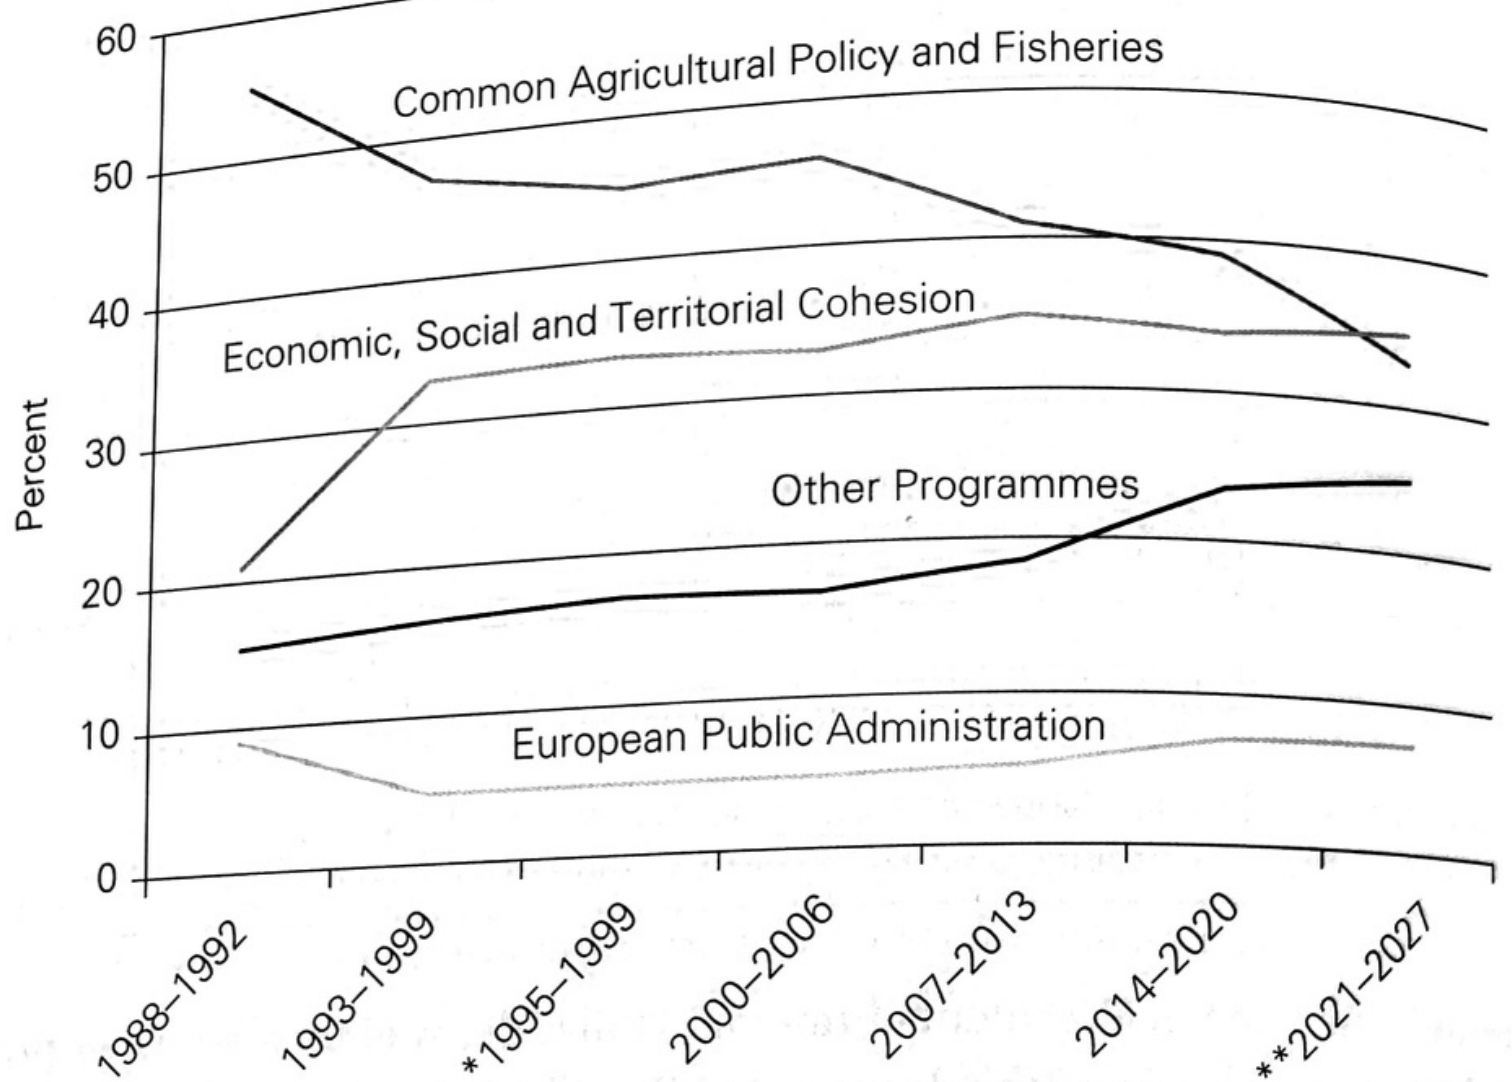 60
Common Agricultural Policy and Fisheries
50
40
Economic, Social and Territorial Cohesion
Percent
30
Other Programmes
20
10
European Public Administration
0
1988–1992
1993–1999
*1995–1999
2000–2006
2007–2013
2014–2020
**2021–2027